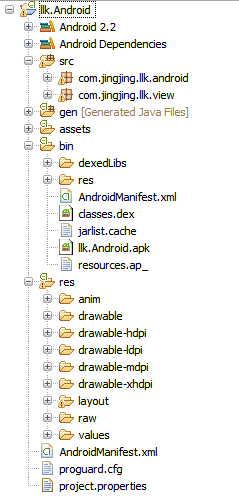 llk.Android
Android 2.2
Android Dependencies
src
com.jingjing.llk.android
com.jingjing.llk.view
gen [Generated Java Files]
assets
bin
dexedLibs
res
AndroidManifest.xml
classes.dex
jarlist.cache
llk.Android.apk
resources.ap_
res
anim
drawable
drawable-hdpi
drawable-ldpi
drawable-mdpi
drawable-xhdpi
layout
raw
values
AndroidManifest.xml
proguard.cfg
project.properties